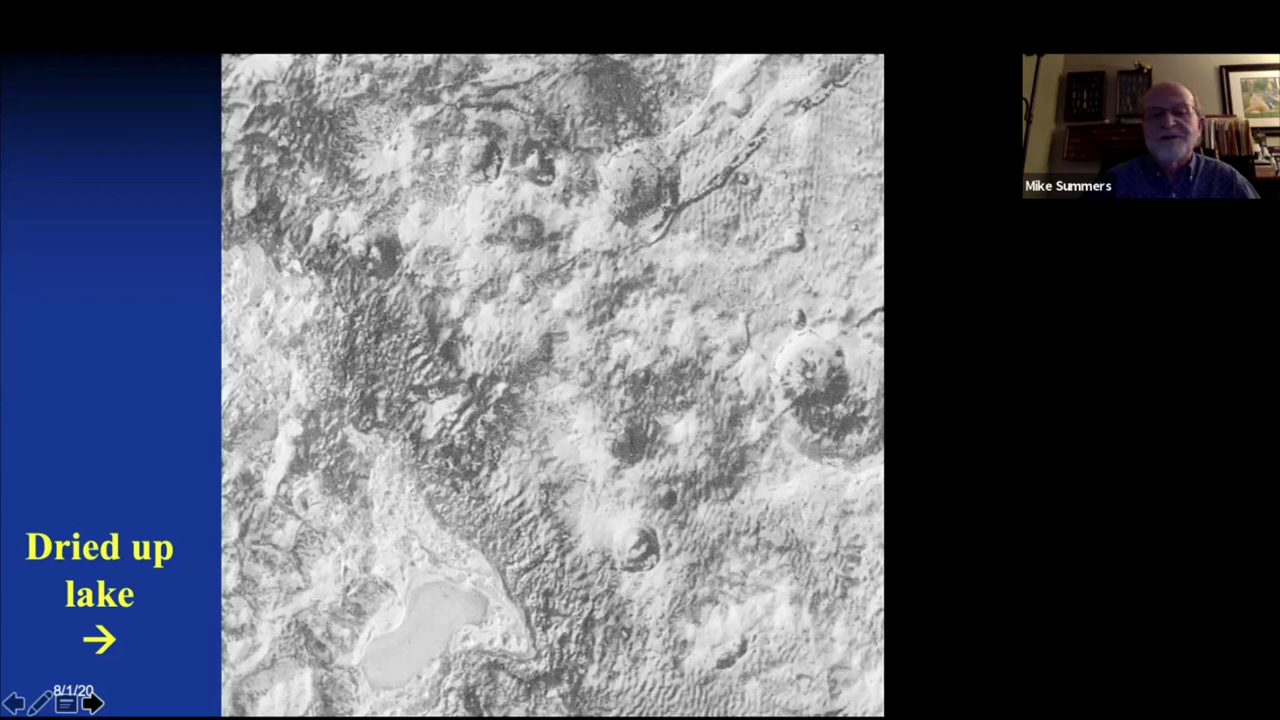 Mike Summers
Dried up
lake
→
8/1/20